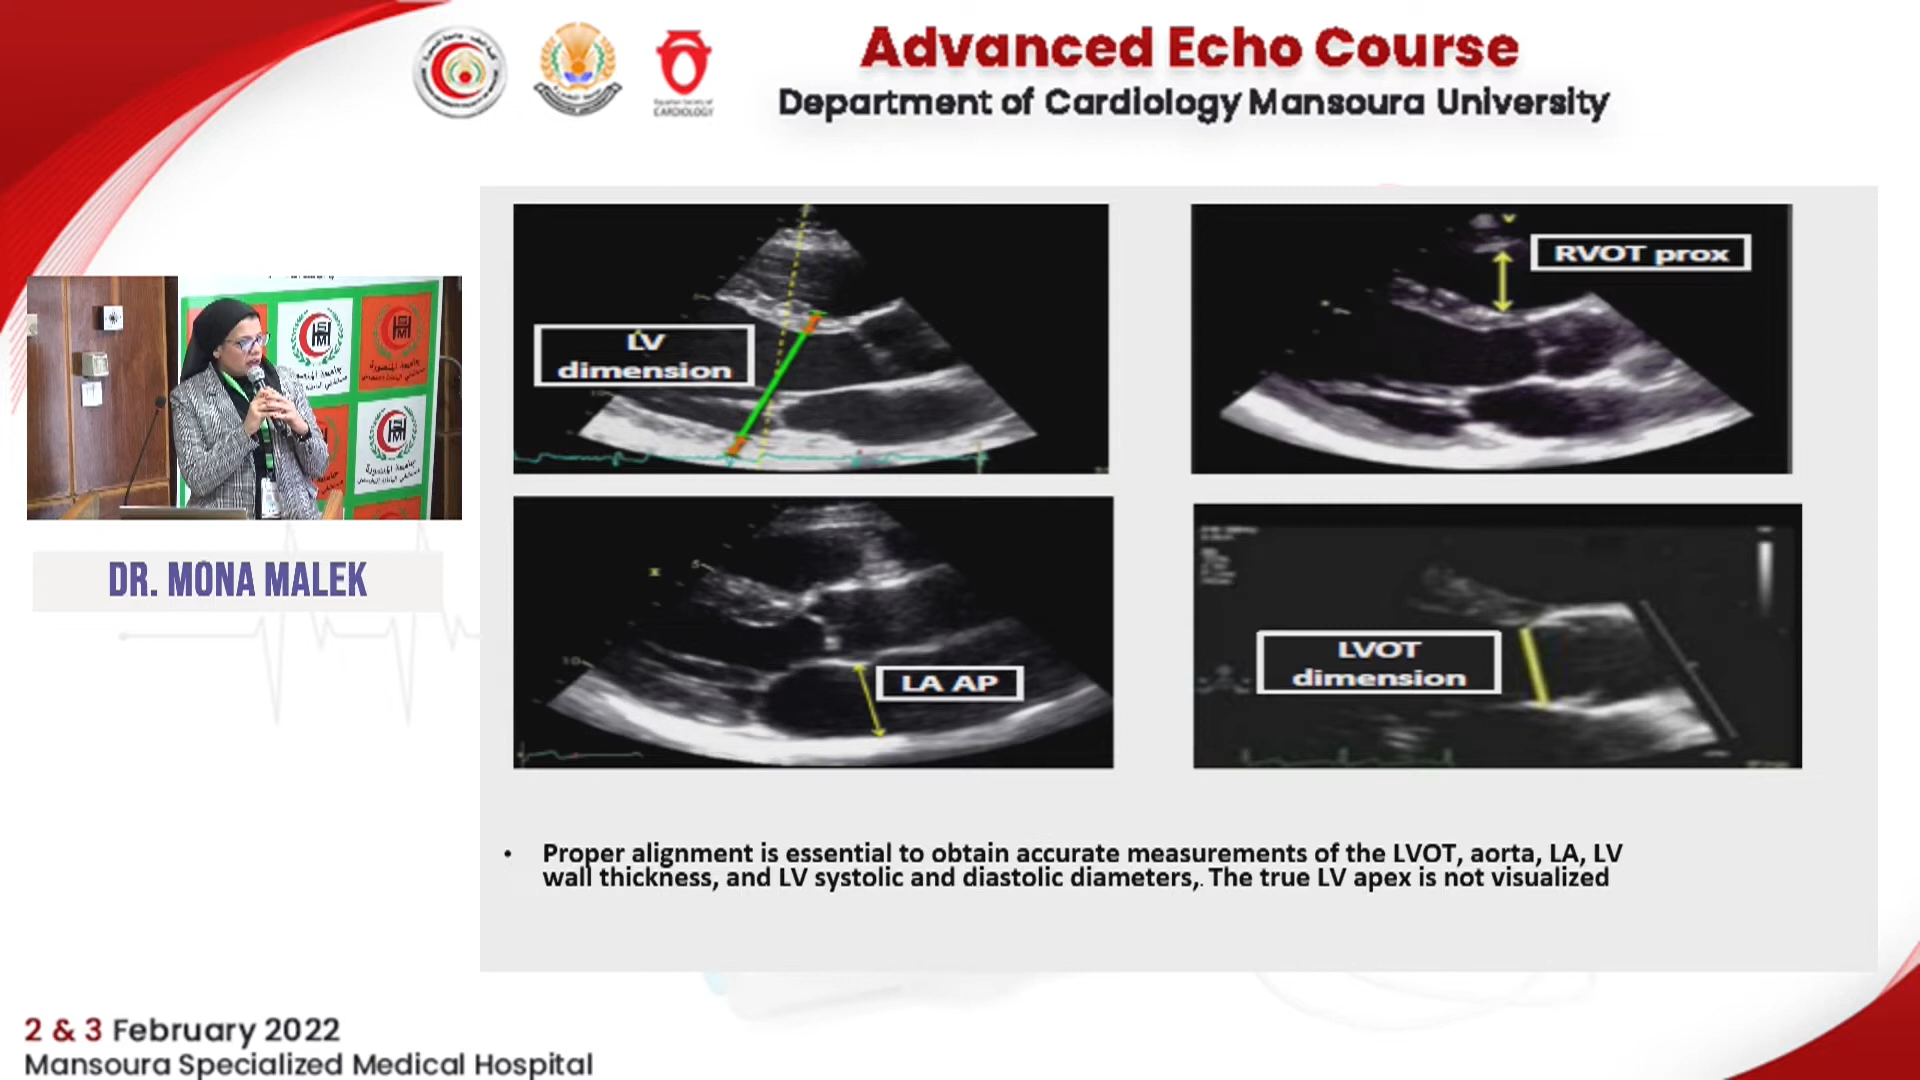 Advanced Echo Course
Department of Cardiology Mansoura University
CARDIOLOGY
LV
dimension
RVOT prox
DR. MONA MALEK
LA AP
LVOT
dimension
• Proper alignment is essential to obtain accurate measurements of the LVOT, aorta, LA, LV
wall thickness, and LV systolic and diastolic diameters,. The true LV apex is not visualized
2 & 3 February 2022
Mansoura Specialized Medical Hospital